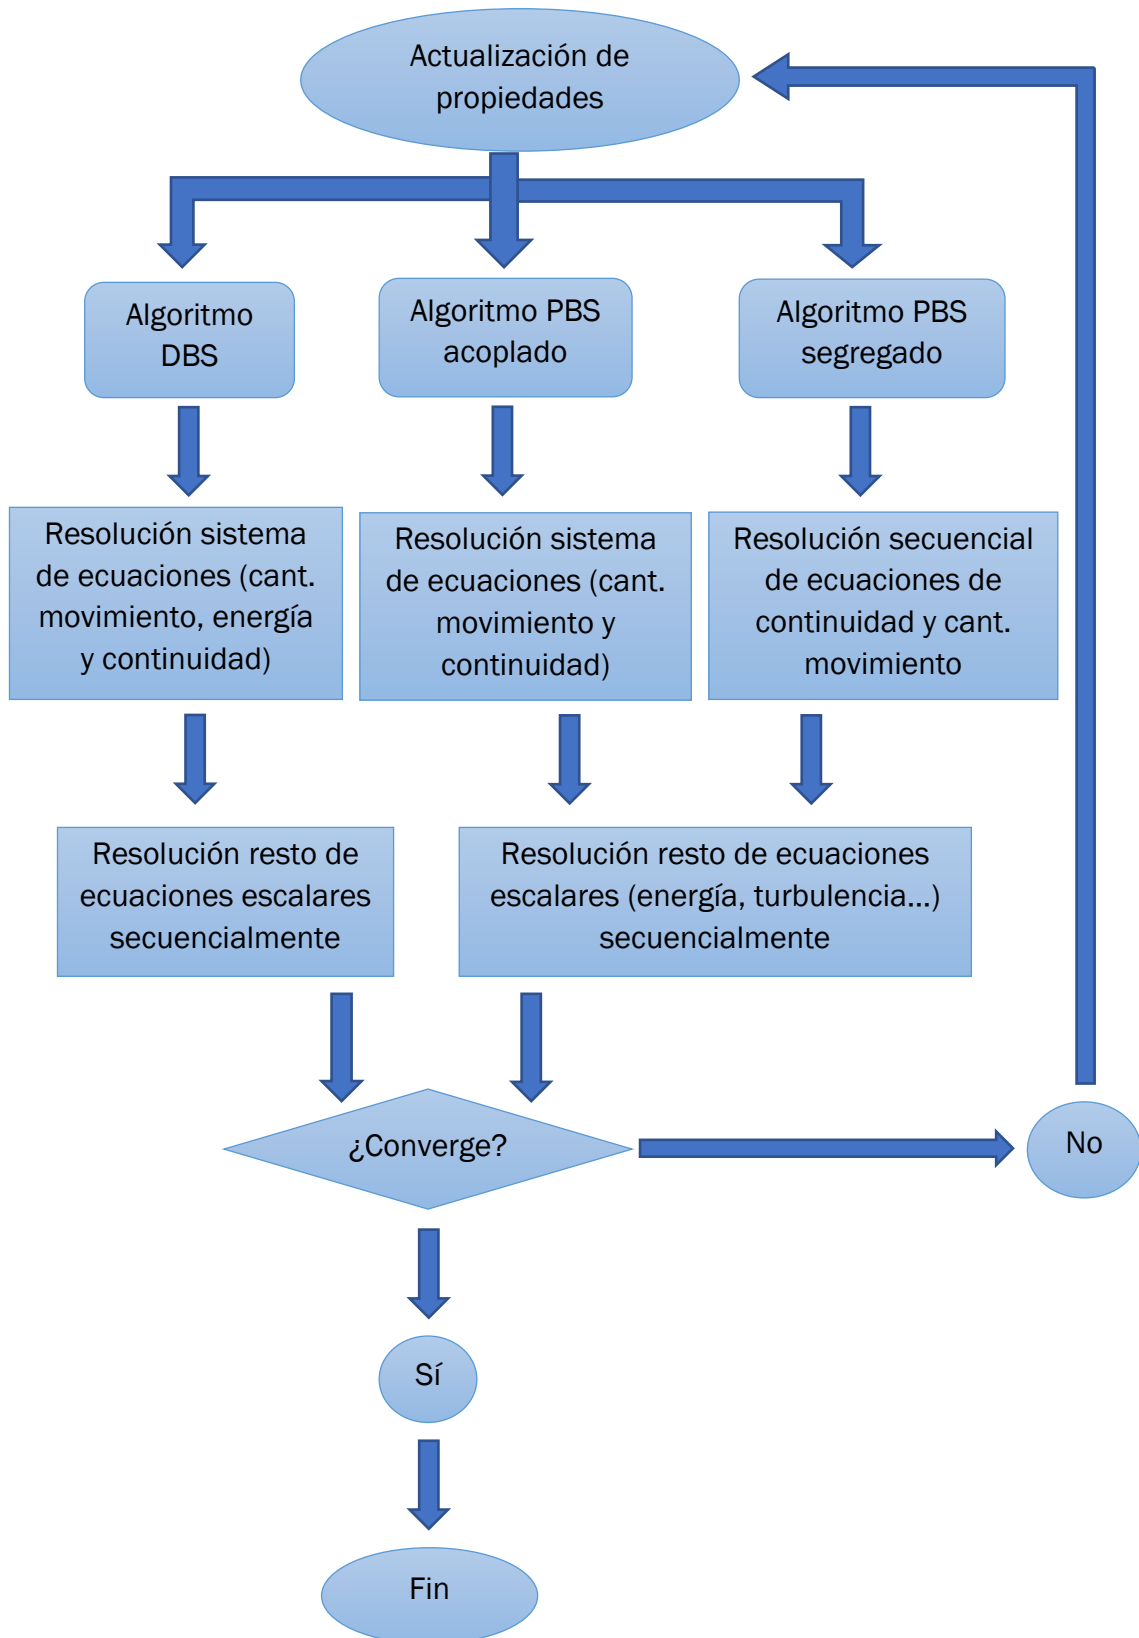 Actualización de
propiedades
Algoritmo
DBS
Algoritmo PBS
acoplado
Algoritmo PBS
segregado
Resolución sistema
de ecuaciones (cant.
movimiento, energía
y continuidad)
Resolución sistema
de ecuaciones (cant.
movimiento y
continuidad)
Resolución secuencial
de ecuaciones de
continuidad y cant.
movimiento
Resolución resto de
ecuaciones escalares
secuencialmente
Resolución resto de ecuaciones
escalares (energía, turbulencia...)
secuencialmente
¿Converge?
No
Sí
Fin